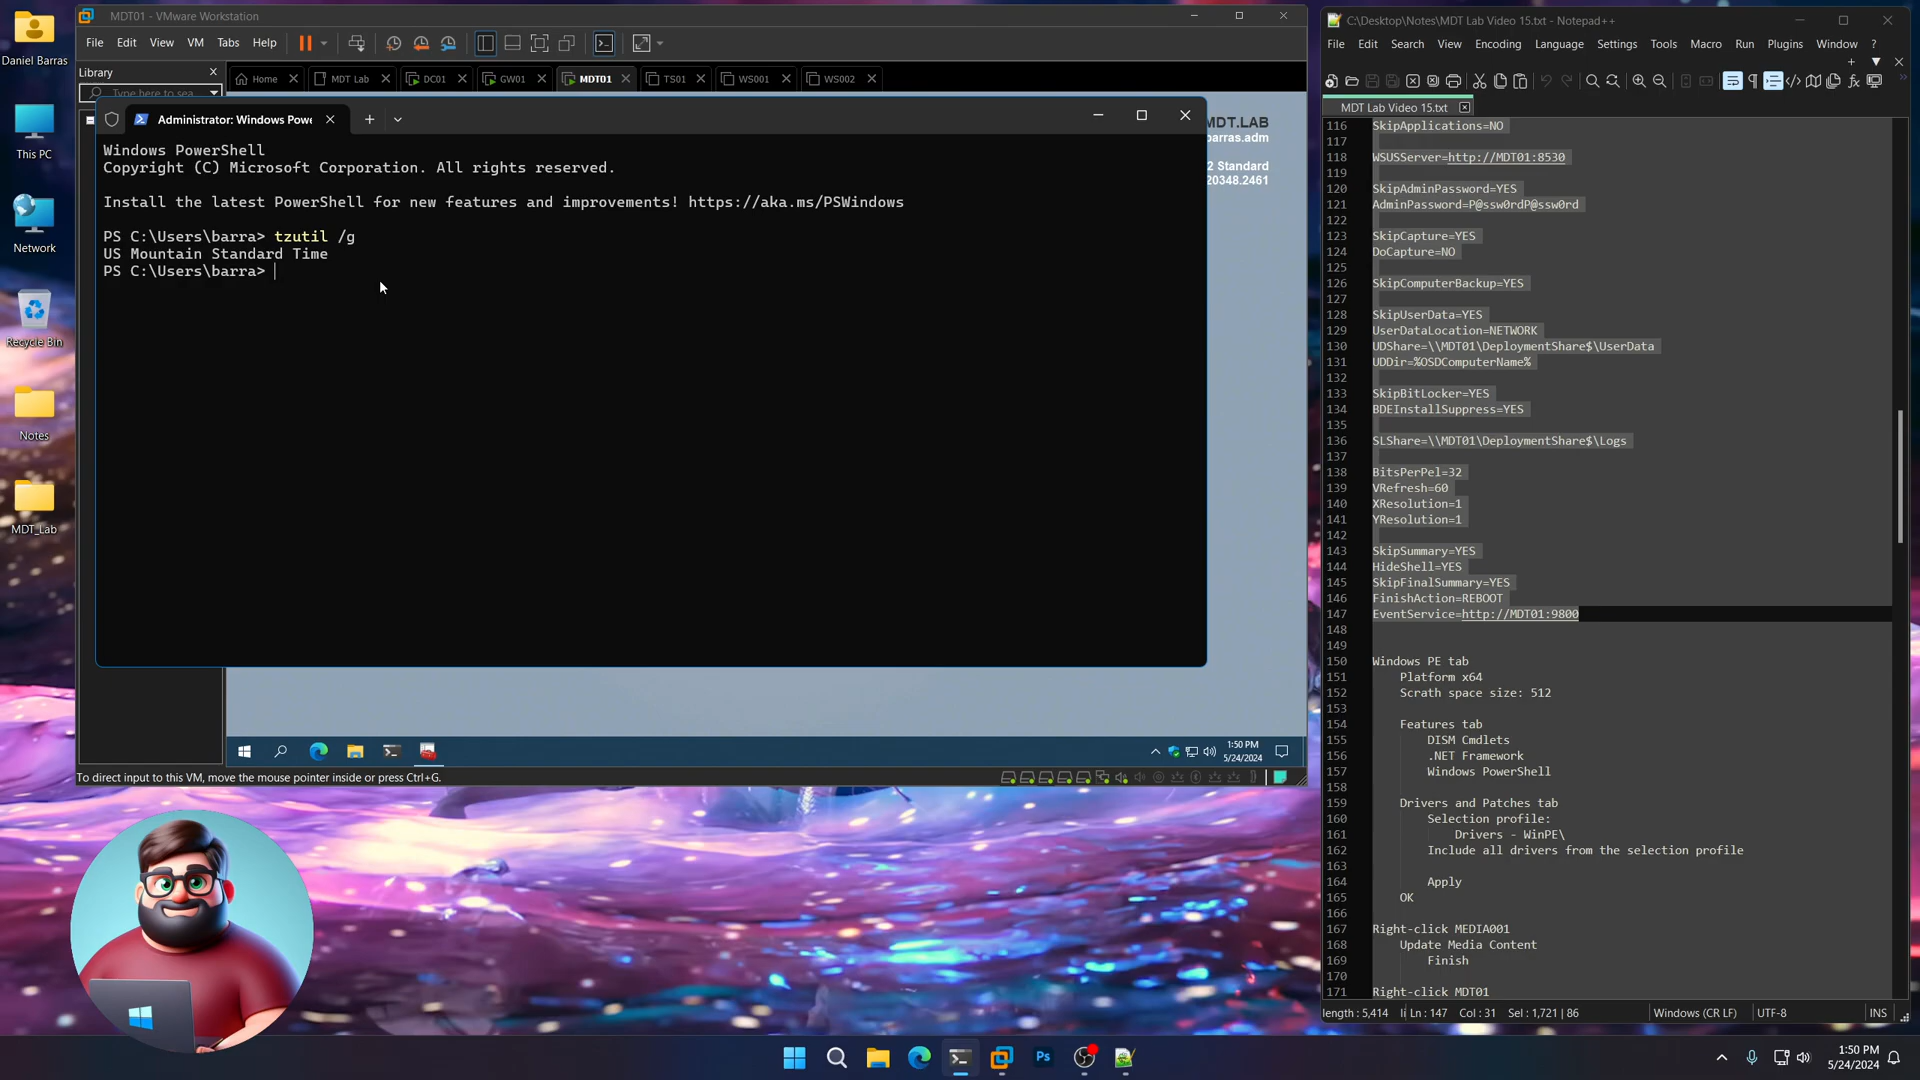 Daniel Barras
This PC
Network
Recycle Bin
Notes
MDT_Lab
MDT01 - VMware Workstation
File Edit View VM Tabs Help
Library
Type here to sea
Home
MDT Lab
DC01
GW01
MDT01
TS01
WS001
WS002
MDT.LAB
barras.adm
2 Standard
20348.2461
Administrator: Windows Powe
Windows PowerShell
Copyright (C) Microsoft Corporation. All rights reserved.
Install the latest PowerShell for new features and improvements! https://aka.ms/PSWindows
PS C:\Users\barra> tzutil /g
US Mountain Standard Time
PS C:\Users\barra>
1:50 PM
5/24/2024
To direct input to this VM, move the mouse pointer inside or press Ctrl+G.
C:\Desktop\Notes\MDT Lab Video 15.txt - Notepad++
File Edit Search View Encoding Language Settings Tools Macro Run Plugins Window ?
MDT Lab Video 15.txt
116 SkipApplications=NO
117
118 WSUSServer=http://MDT01:8530
119
120 SkipAdminPassword=YES
121 AdminPassword=P@ssw0rdP@ssw0rd
122
123 SkipCapture=YES
124 DoCapture=NO
125
126 SkipComputerBackup=YES
127
128 SkipUserData=YES
129 UserDataLocation=NETWORK
130 UDShare=\\MDT01\DeploymentShare$\UserData
131 UDDir=%OSDComputerName%
132
133 SkipBitLocker=YES
134 BDEInstallSuppress=YES
135
136 SLShare=\\MDT01\DeploymentShare$\Logs
137
138 BitsPerPel=32
139 VRefresh=60
140 XResolution=1
141 YResolution=1
142
143 SkipSummary=YES
144 HideShell=YES
145 SkipFinalSummary=YES
146 FinishAction=REBOOT
147 EventService=http://MDT01:9800
148
149
150 Windows PE tab
151 Platform x64
152 Scrath space size: 512
153
154 Features tab
155 DISM Cmdlets
156 .NET Framework
157 Windows PowerShell
158
159 Drivers and Patches tab
160 Selection profile:
161 Drivers - WinPE\
162 Include all drivers from the selection profile
163
164 Apply
165 OK
166
167 Right-click MEDIA001
168 Update Media Content
169 Finish
170
171 Right-click MDT01
length : 5,414 li Ln : 147 Col : 31 Sel : 1,721 | 86 Windows (CR LF) UTF-8 INS
Ps
1:50 PM
5/24/2024